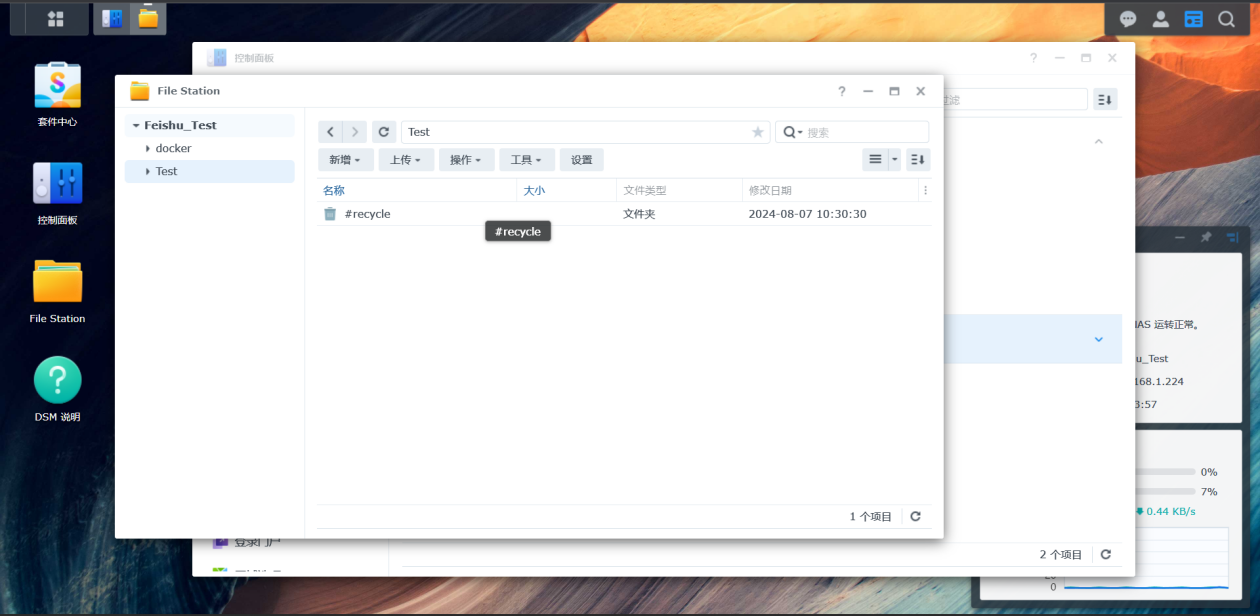 控制面板
File Station
过滤
Feishu_Test
docker
Test
Test
搜索
新增
上传
操作
工具
设置
名称
大小
文件类型
修改日期
#recycle
文件夹
2024-08-07 10:30:30
#recycle
1 个项目
2 个项目
登录门户
套件中心
控制面板
File Station
DSM 说明
运转正常。
_Test
168.1.224
3:57
0%
7%
0.44 KB/s
0